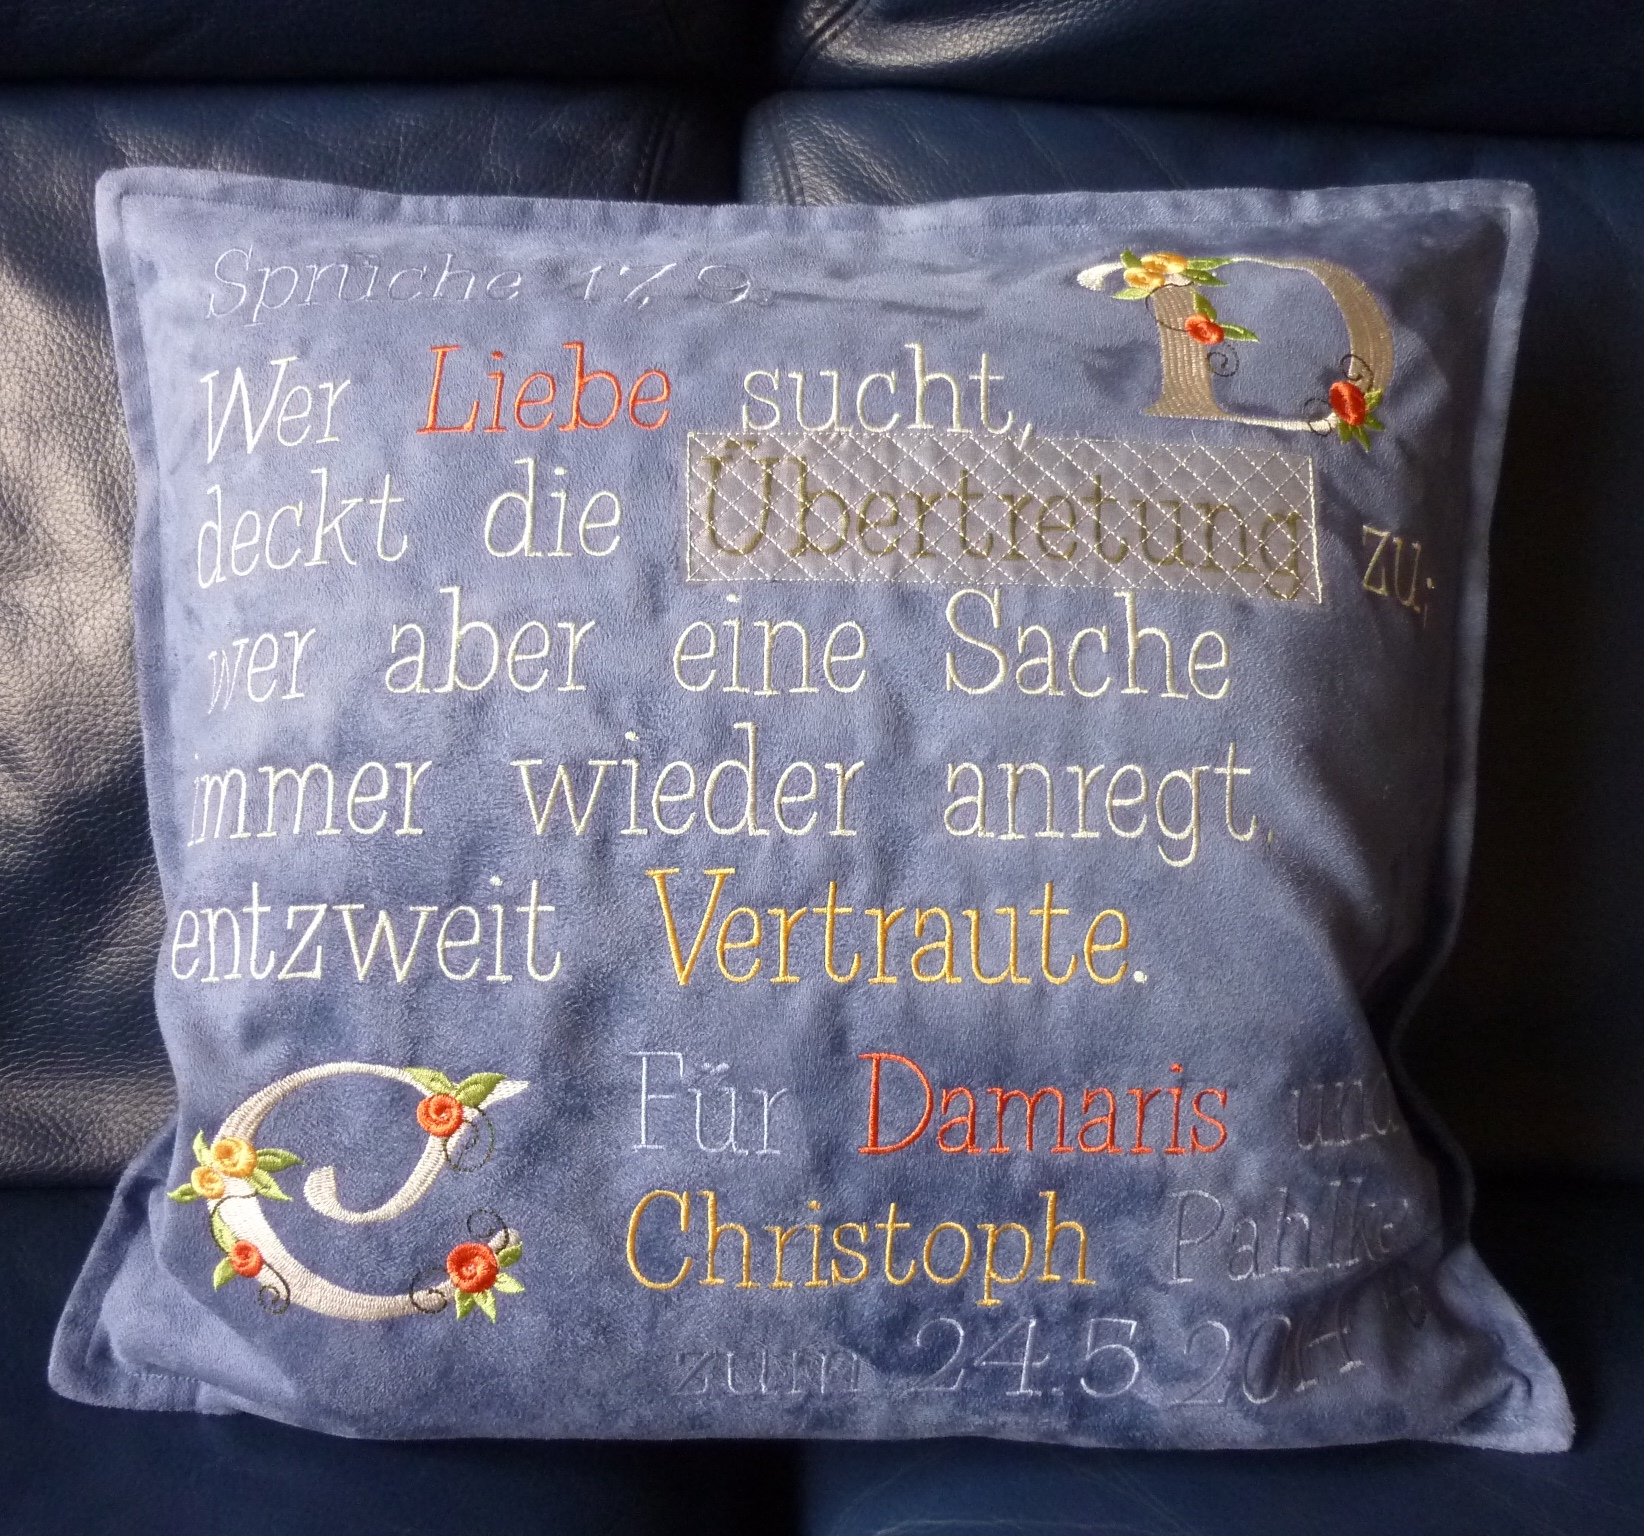 Sprüche 17,9.
D
Wer Liebe sucht,
deckt die Übertretung zu;
wer aber eine Sache
immer wieder anregt,
entzweit Vertraute.
C
Für Damaris und
Christoph Pahlke
zum 24.5.2014